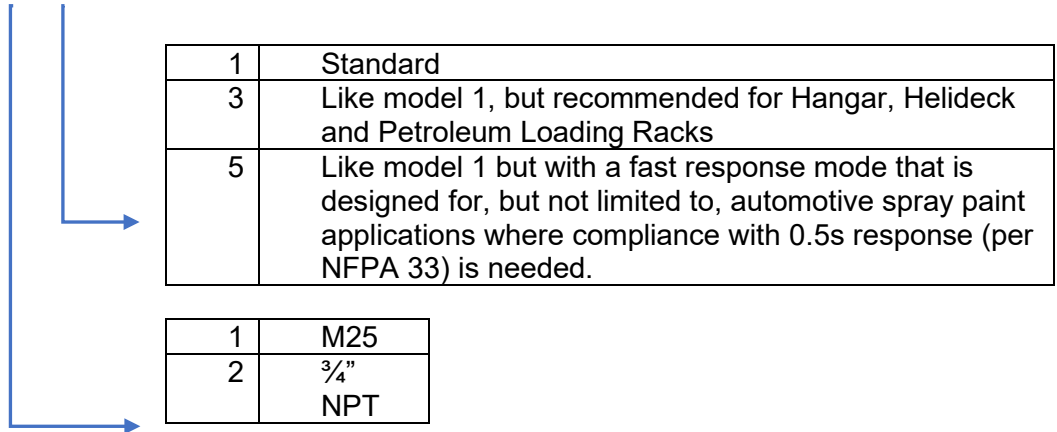 1 Standard
3 Like model 1, but recommended for Hangar, Helideck
and Petroleum Loading Racks
5 Like model 1 but with a fast response mode that is
designed for, but not limited to, automotive spray paint
applications where compliance with 0.5s response (per
NFPA 33) is needed.
1 M25
2 ¾”
NPT